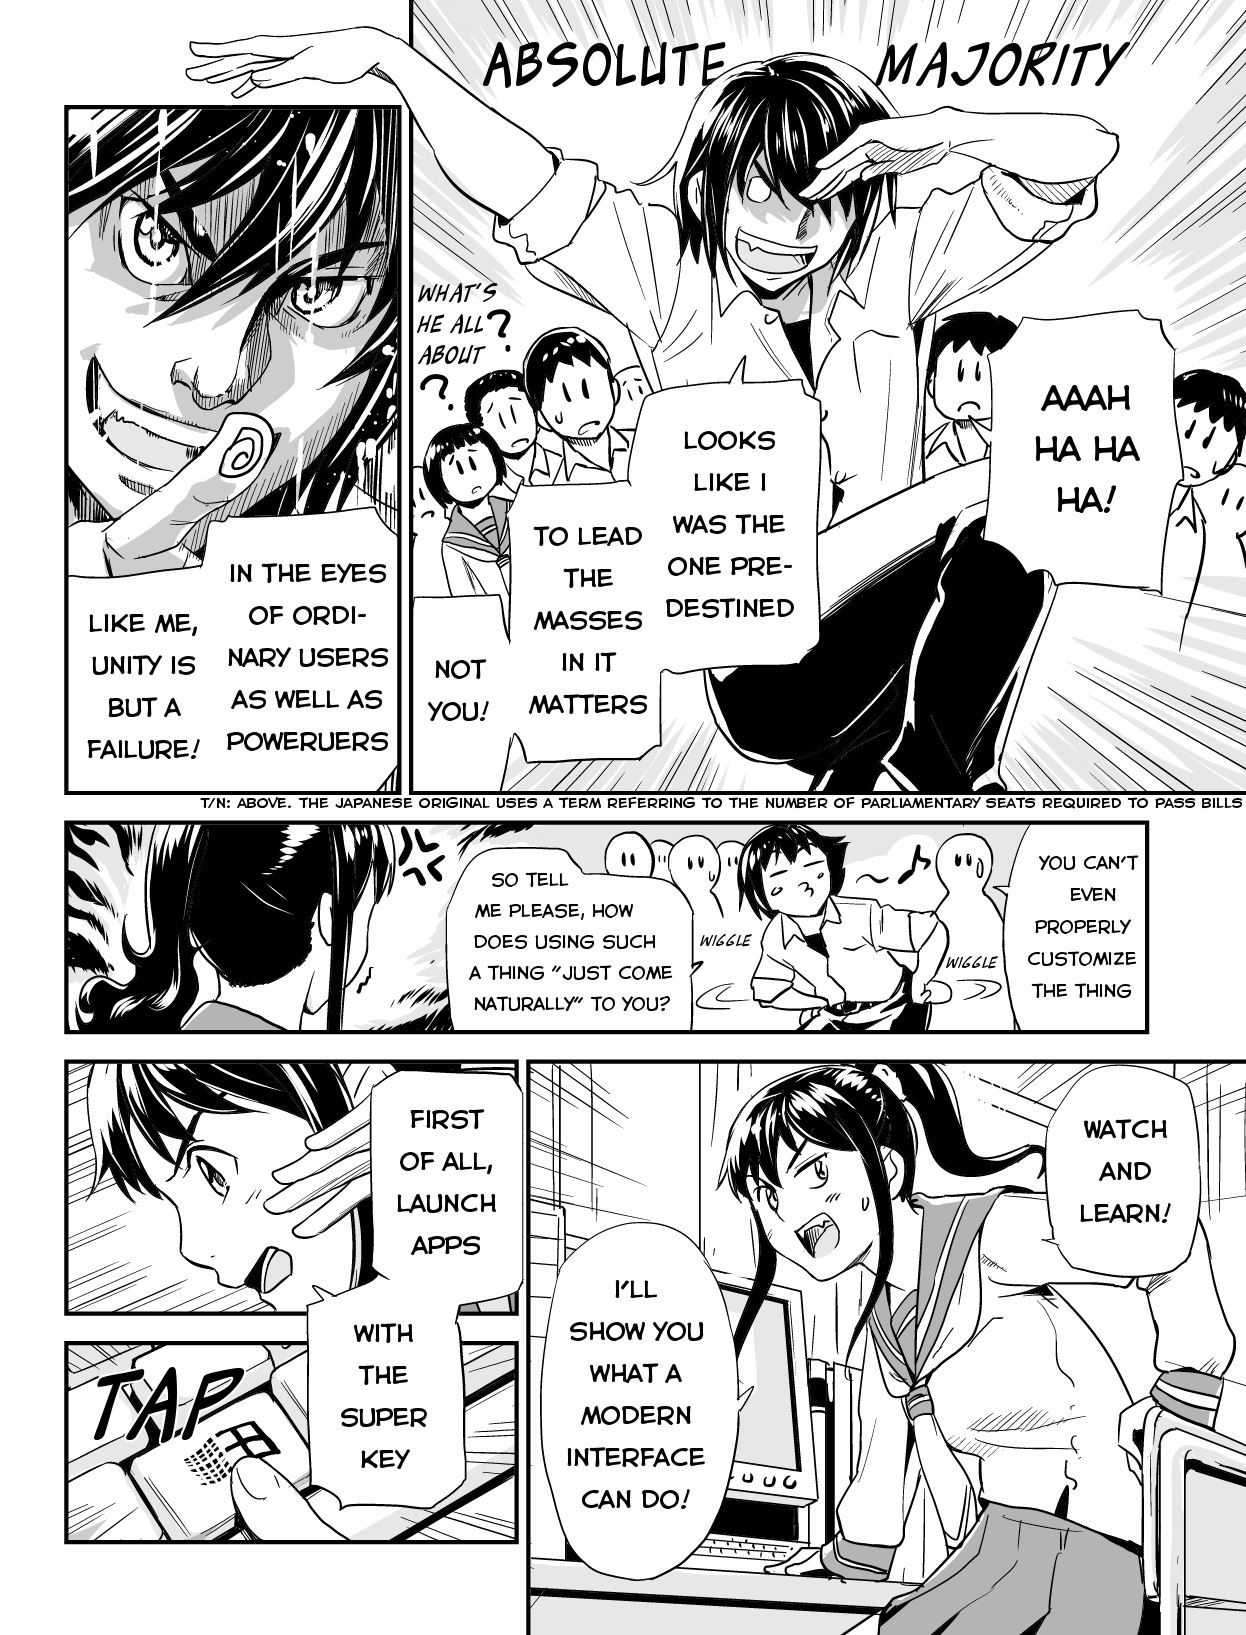 ABSOLUTE MAJORITY
AAAH
HA HA
HA!
LOOKS
LIKE I
WAS THE
ONE PRE-
DESTINED
TO LEAD
THE
MASSES
IN IT
MATTERS
NOT
YOU!
WHAT'S
HE ALL
ABOUT
?
?
IN THE EYES
OF ORDI-
NARY USERS
AS WELL AS
POWERUERS
LIKE ME,
UNITY IS
BUT A
FAILURE!
T/N: ABOVE. THE JAPANESE ORIGINAL USES A TERM REFERRING TO THE NUMBER OF PARLIAMENTARY SEATS REQUIRED TO PASS BILLS
YOU CAN'T
EVEN
PROPERLY
CUSTOMIZE
THE THING
WIGGLE
WIGGLE
SO TELL
ME PLEASE, HOW
DOES USING SUCH
A THING "JUST COME
NATURALLY" TO YOU?
WATCH
AND
LEARN!
I'LL
SHOW YOU
WHAT A
MODERN
INTERFACE
CAN DO!
FIRST
OF ALL,
LAUNCH
APPS
WITH
THE
SUPER
KEY
TAP